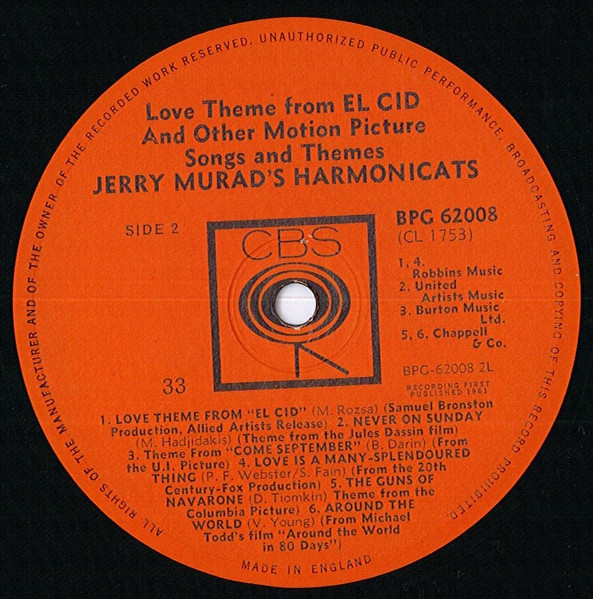 ALL RIGHTS OF THE MANUFACTURER AND OF THE OWNER OF THE RECORDED WORK RESERVED. UNAUTHORIZED PUBLIC PERFORMANCE, BROADCASTING AND COPYING OF THIS RECORD PROHIBITED.
Love Theme from EL CID
And Other Motion Picture
Songs and Themes
JERRY MURAD'S HARMONICATS
SIDE 2
CBS
BPG 62008
(CL 1753)
1, 4.
Robbins Music
2. United
Artists Music
3. Burton Music
Ltd.
5, 6. Chappell
& Co.
BPG-62008 2L
RECORDING FIRST
PUBLISHED 1961
33
1. LOVE THEME FROM "EL CID" (M. Rozsa) (Samuel Bronston
Production, Allied Artists Release) 2. NEVER ON SUNDAY
(M. Hadjidakis) (Theme from the Jules Dassin film)
3. Theme From "COME SEPTEMBER" (B. Darin) (From
the U.I. Picture) 4. LOVE IS A MANY-SPLENDOURED
THING (P. F. Webster/S. Fain) (From the 20th
Century-Fox Production) 5. THE GUNS OF
NAVARONE (D. Tiomkin) Theme from the
Columbia Picture) 6. AROUND THE
WORLD (V. Young) (From Michael
Todd's film "Around the World
in 80 Days")
MADE IN ENGLAND